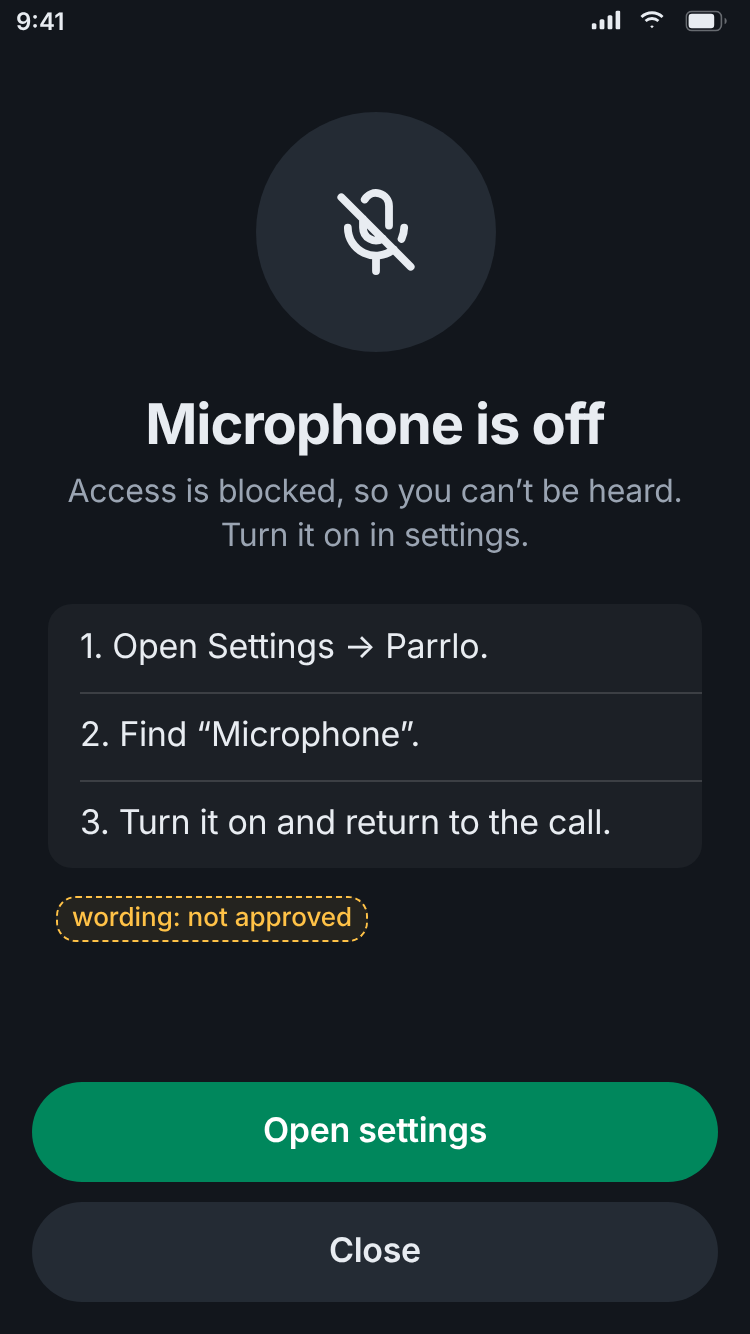 9:41
Microphone is off
Access is blocked, so you can’t be heard.
Turn it on in settings.
1. Open Settings → Parrlo.
2. Find “Microphone”.
3. Turn it on and return to the call.
wording: not approved
Open settings
Close